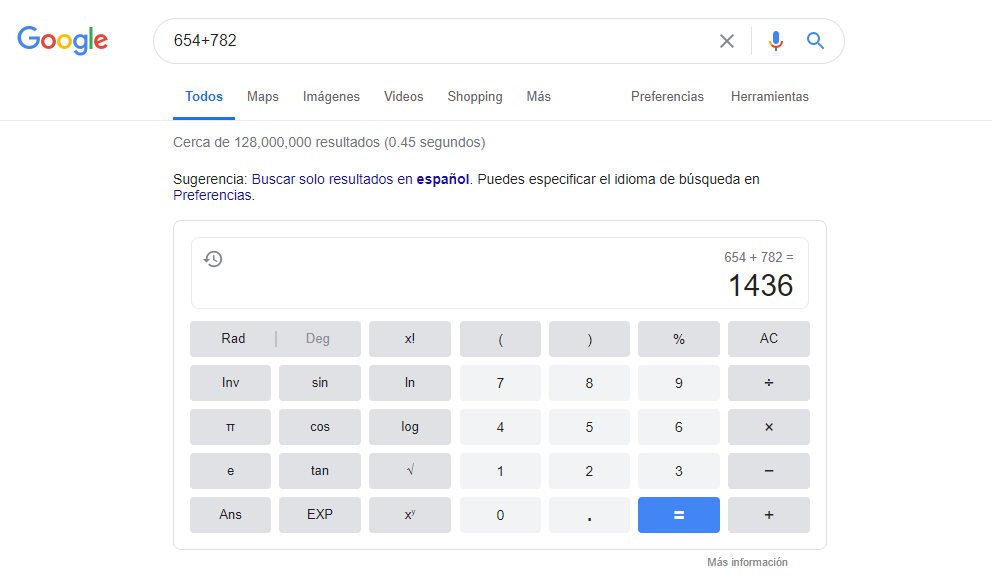 Google
654+782
Todos Maps Imágenes Videos Shopping Más Preferencias Herramientas
Cerca de 128,000,000 resultados (0.45 segundos)
Sugerencia: Buscar solo resultados en español. Puedes especificar el idioma de búsqueda en
Preferencias.
654 + 782 =
1436
Rad | Deg x! ( ) % AC
Inv sin ln 7 8 9 ÷
π cos log 4 5 6 ×
e tan √ 1 2 3 −
Ans EXP xʸ 0 . = +
Más información